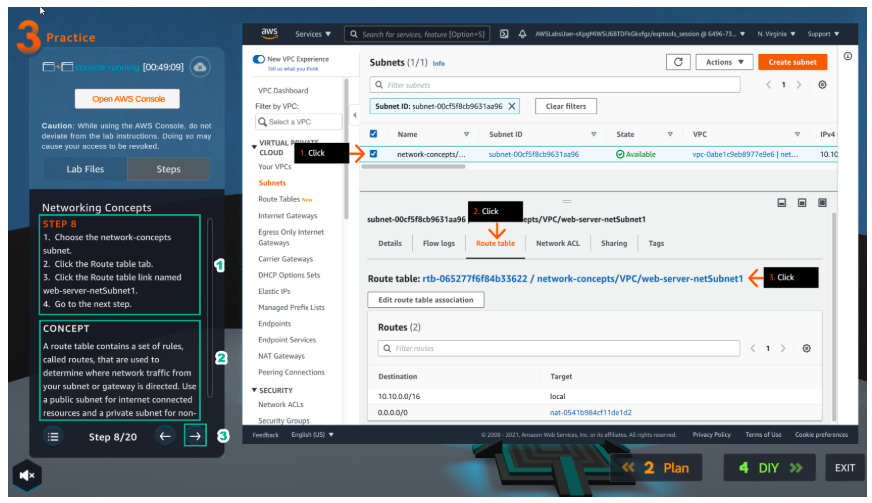 3 Practice
console running [00:49:09]
Open AWS Console
Caution: While using the AWS Console, do not
deviate from the lab instructions. Doing so may
cause your access to be revoked.
Lab Files Steps
Networking Concepts
STEP 8
1. Choose the network-concepts
subnet.
2. Click the Route table tab.
3. Click the Route table link named
web-server-netSubnet1.
4. Go to the next step.
1
CONCEPT
A route table contains a set of rules,
called routes, that are used to
determine where network traffic from
your subnet or gateway is directed. Use
a public subnet for internet connected
resources and a private subnet for non-
2
Step 8/20 ← →
3
aws Services ▼ Search for services, feature [Option+S] AWSLabsUser-sKpgMiWSU6BTDFkGkxfgz/exptools_session @ 6496-73... ▼ N. Virginia ▼ Support ▼
New VPC Experience
Tell us what you think
VPC Dashboard
Filter by VPC:
Select a VPC
▼ VIRTUAL PRIVATE
CLOUD
Your VPCs
Subnets
Route Tables New
Internet Gateways
Egress Only Internet
Gateways
Carrier Gateways
DHCP Options Sets
Elastic IPs
Managed Prefix Lists
Endpoints
Endpoint Services
NAT Gateways
Peering Connections
▼ SECURITY
Network ACLs
Security Groups
Subnets (1/1) Info
Actions ▼ Create subnet
Filter subnets
< 1 >
Subnet ID: subnet-00cf5f8cb9631aa96 X Clear filters
Name Subnet ID State VPC IPv4
1. Click
network-concepts/... subnet-00cf5f8cb9631aa96 Available vpc-0abe1c9eb8977e9e6 | net... 10.10
2. Click
subnet-00cf5f8cb9631aa96 epts/VPC/web-server-netSubnet1
Details Flow logs Route table Network ACL Sharing Tags
Route table: rtb-065277f6f84b33622 / network-concepts/VPC/web-server-netSubnet1
3. Click
Edit route table association
Routes (2)
Filter routes
< 1 >
Destination Target
10.10.0.0/16 local
0.0.0.0/0 nat-0541b984cf11de1d2
Feedback English (US) ▼ © 2008 - 2021, Amazon Web Services, Inc. or its affiliates. All rights reserved. Privacy Policy Terms of Use Cookie preferences
« 2 Plan
4 DIY »
EXIT